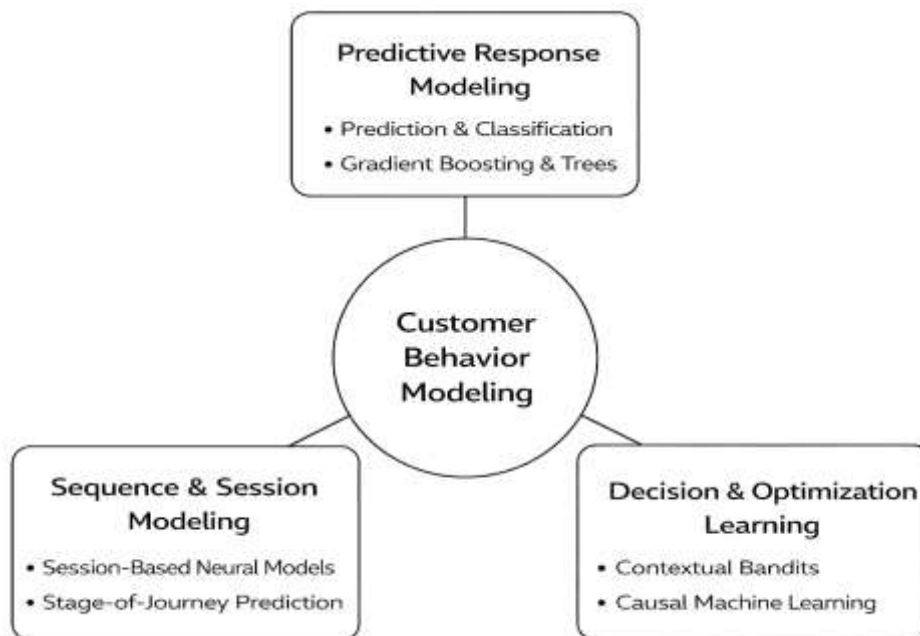 Predictive Response
Modeling
• Prediction & Classification
• Gradient Boosting & Trees
Customer
Behavior
Modeling
Sequence & Session
Modeling
• Session-Based Neural Models
• Stage-of-Journey Prediction
Decision & Optimization
Learning
• Contextual Bandits
• Causal Machine Learning